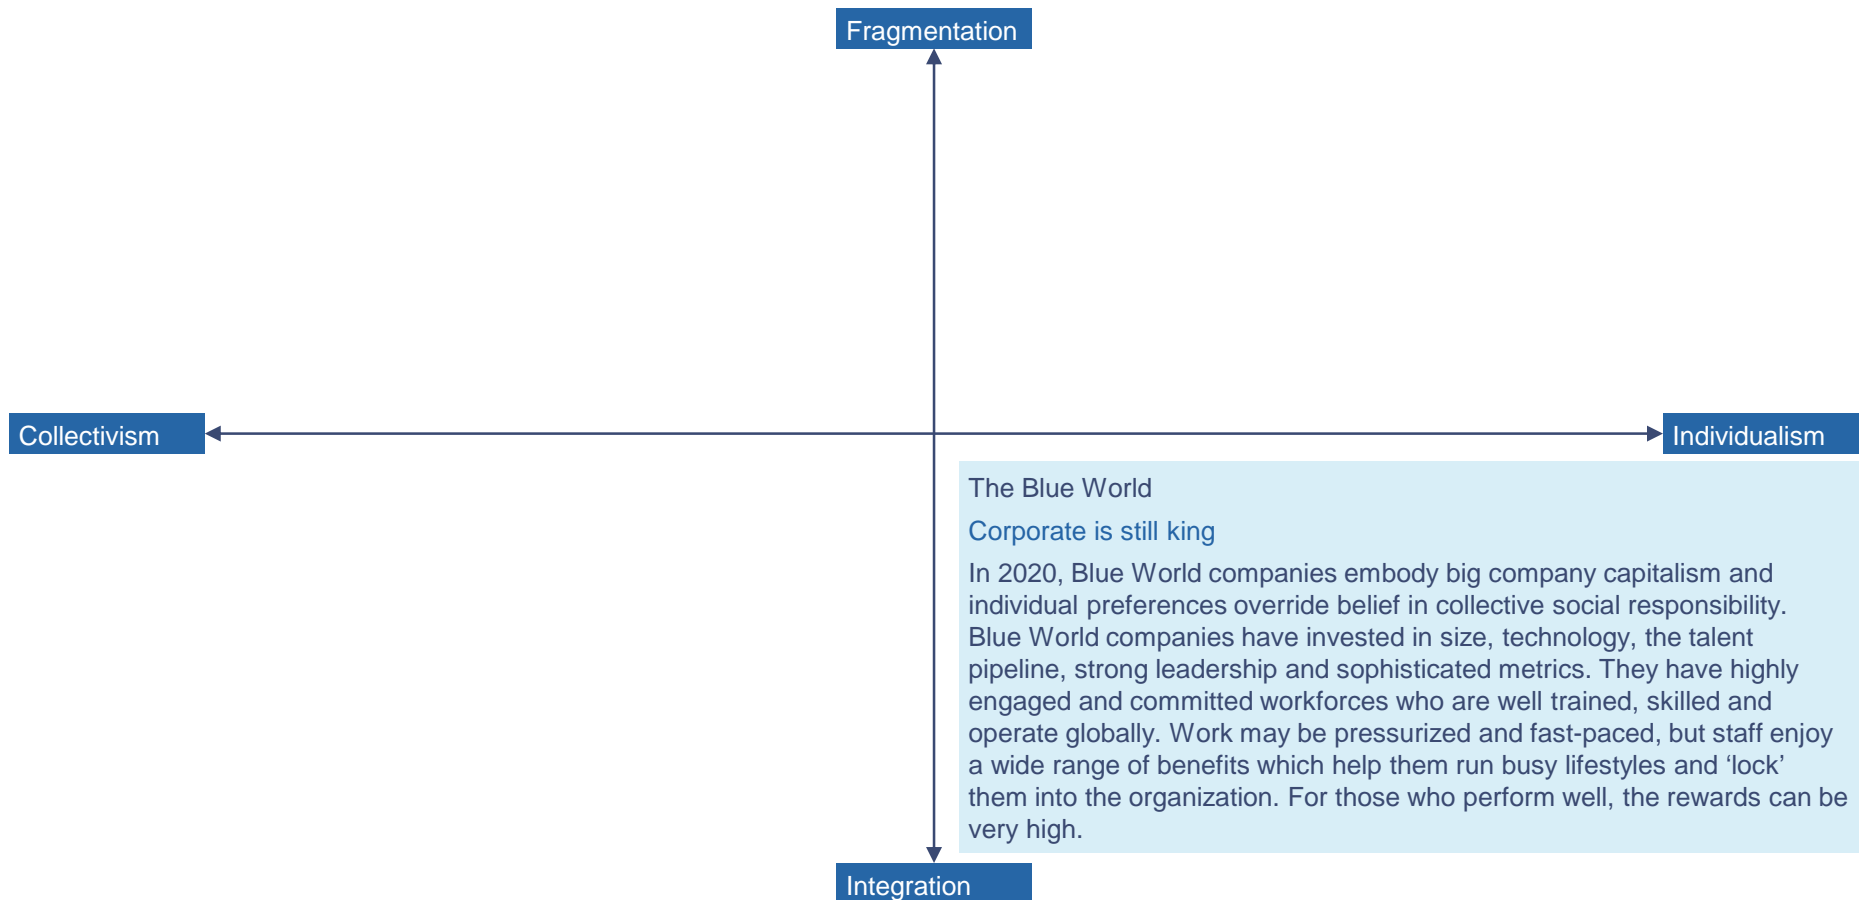 Fragmentation
Collectivism
Individualism
The Blue World
Corporate is still king
In 2020, Blue World companies embody big company capitalism and
individual preferences override belief in collective social responsibility.
Blue World companies have invested in size, technology, the talent
pipeline, strong leadership and sophisticated metrics. They have highly
engaged and committed workforces who are well trained, skilled and
operate globally. Work may be pressurized and fast-paced, but staff enjoy
a wide range of benefits which help them run busy lifestyles and ‘lock’
them into the organization. For those who perform well, the rewards can be
very high.
Integration